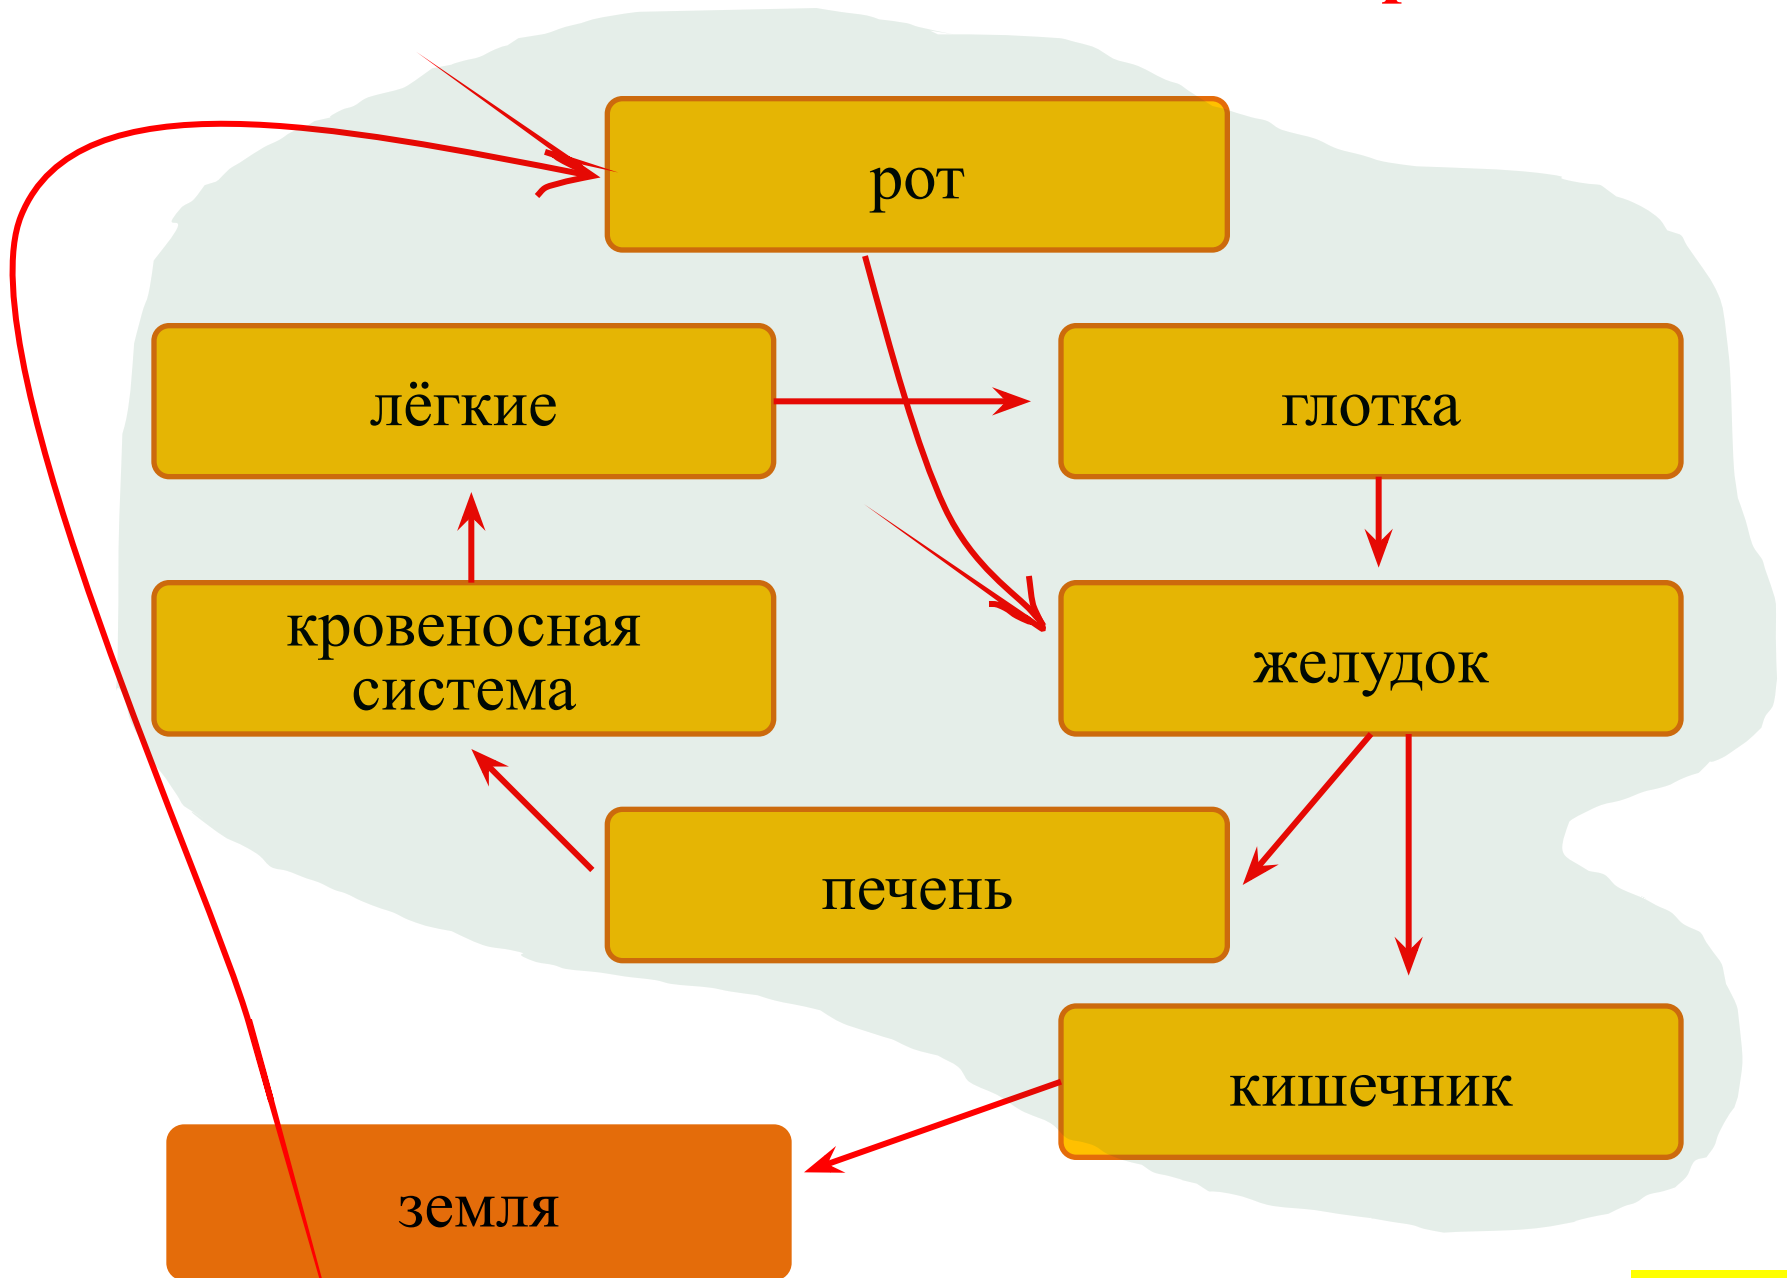 рот
лёгкие
глотка
кровеносная
система
желудок
печень
кишечник
земля